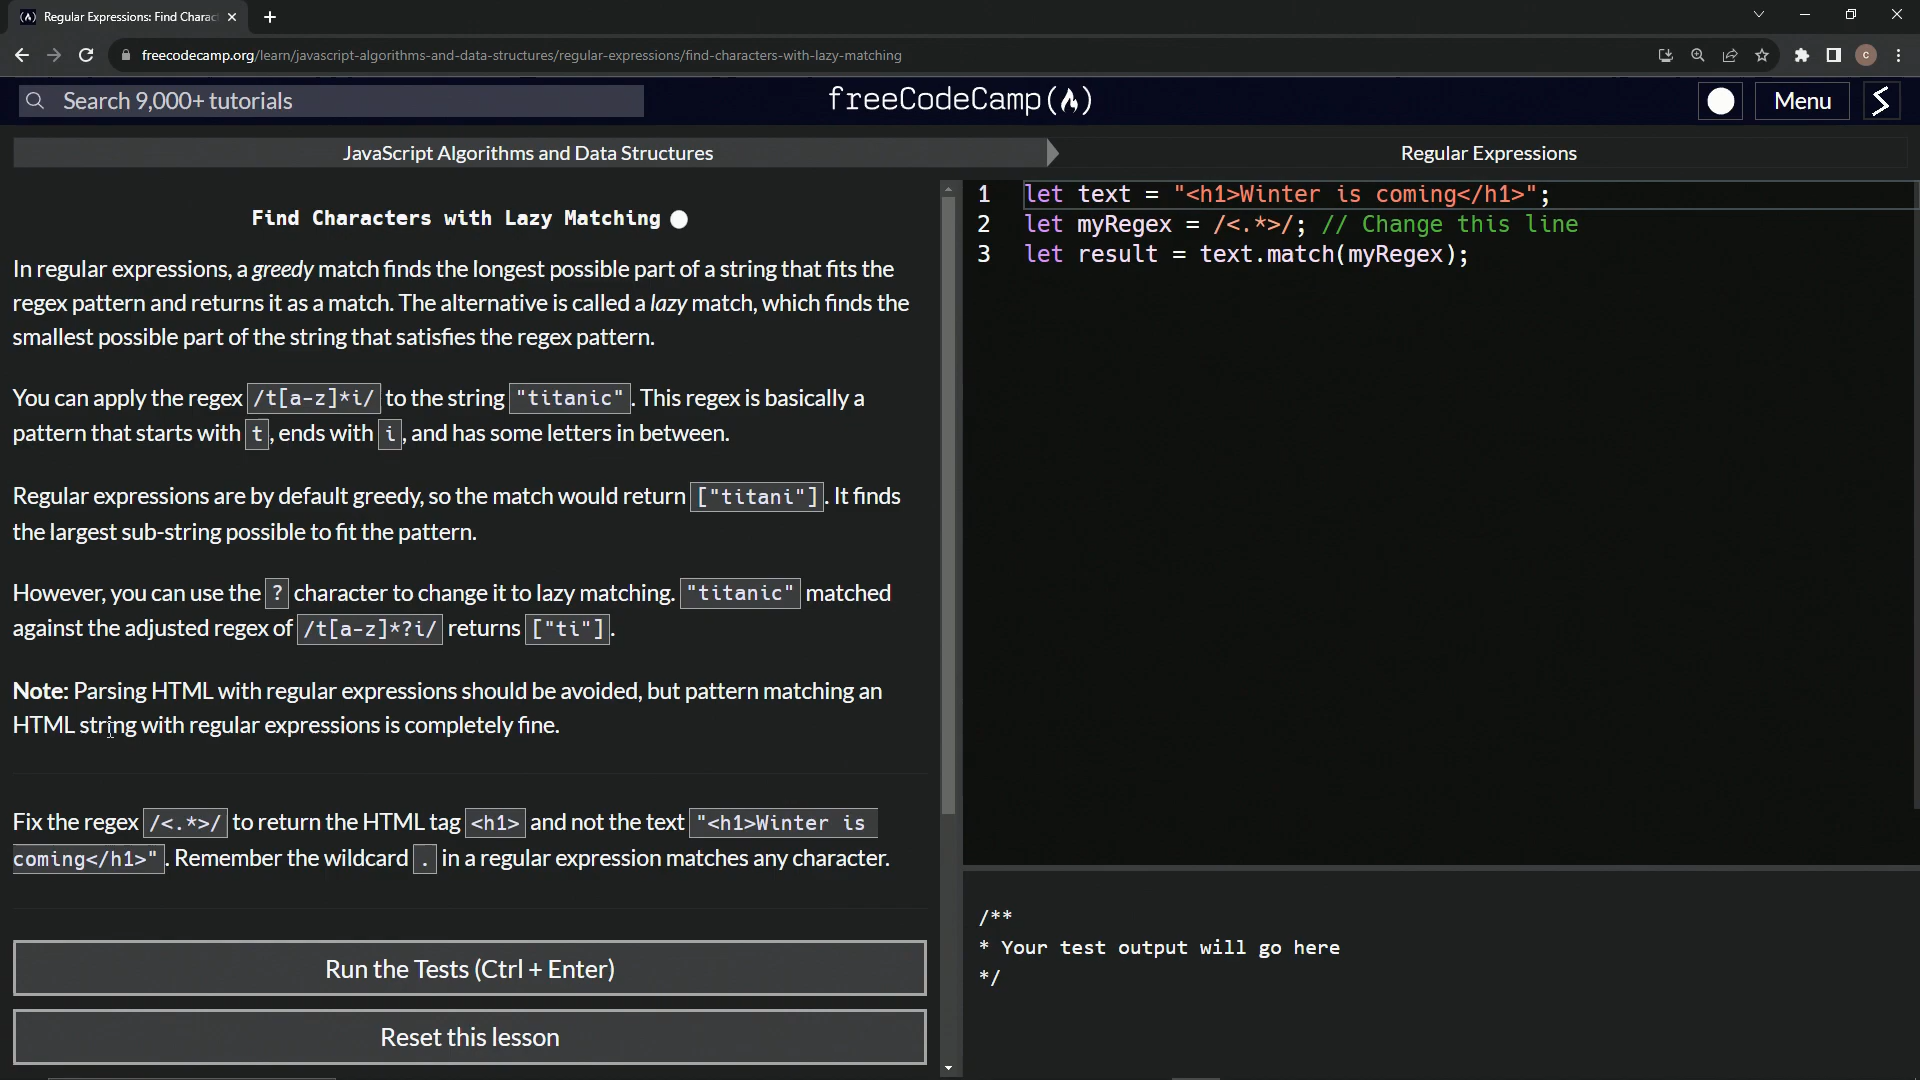 Regular Expressions: Find Charac
freecodecamp.org/learn/javascript-algorithms-and-data-structures/regular-expressions/find-characters-with-lazy-matching
C
Search 9,000+ tutorials
freeCodeCamp
Menu
JavaScript Algorithms and Data Structures
Regular Expressions
Find Characters with Lazy Matching
In regular expressions, a greedy match finds the longest possible part of a string that fits the
regex pattern and returns it as a match. The alternative is called a lazy match, which finds the
smallest possible part of the string that satisfies the regex pattern.
You can apply the regex /t[a-z]*i/ to the string "titanic". This regex is basically a
pattern that starts with t, ends with i, and has some letters in between.
Regular expressions are by default greedy, so the match would return ["titani"]. It finds
the largest sub-string possible to fit the pattern.
However, you can use the ? character to change it to lazy matching. "titanic" matched
against the adjusted regex of /t[a-z]*?i/ returns ["ti"].
Note: Parsing HTML with regular expressions should be avoided, but pattern matching an
HTML string with regular expressions is completely fine.
Fix the regex /<.*>/ to return the HTML tag <h1> and not the text "<h1>Winter is
coming</h1>". Remember the wildcard . in a regular expression matches any character.
Run the Tests (Ctrl + Enter)
Reset this lesson
1 let text = "<h1>Winter is coming</h1>";
2 let myRegex = /<.*>/; // Change this line
3 let result = text.match(myRegex);
/**
* Your test output will go here
*/